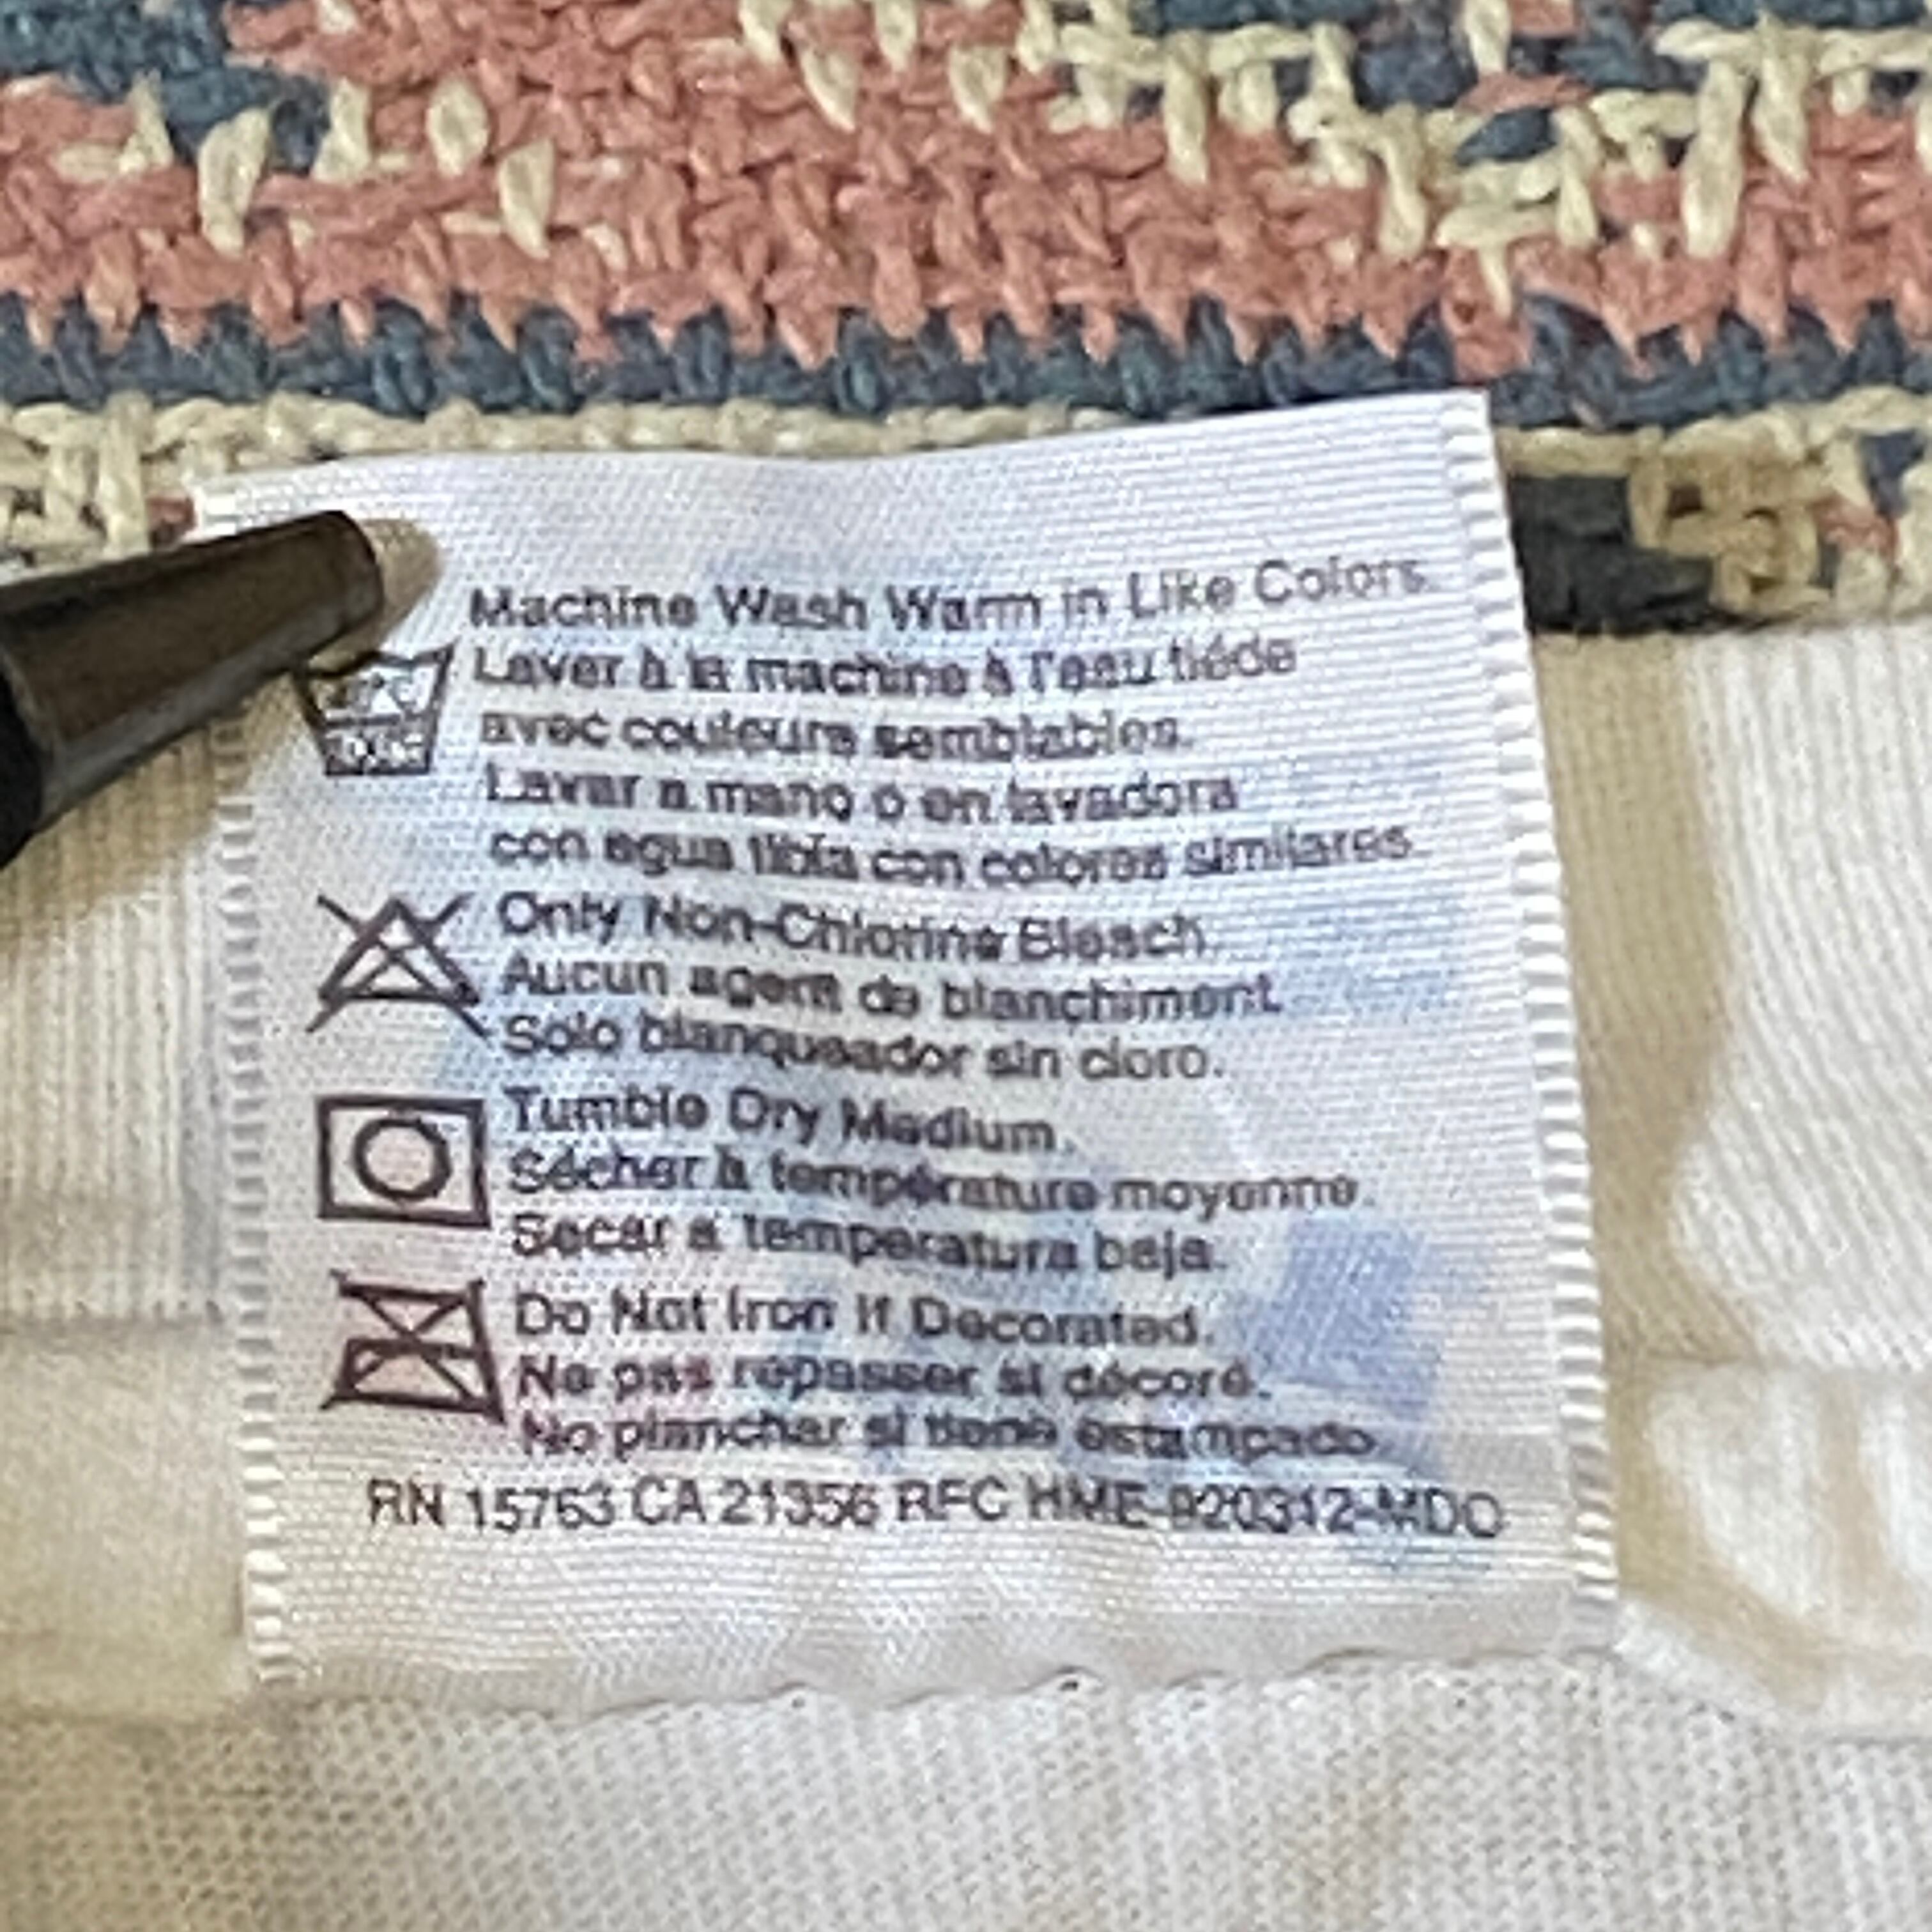 Machine Wash Warm in Like Colors.
Laver à la machine à l'eau tiéde
avec couleurs semblables.
Lavar a mano o en lavadora
con agua tibia con colores similares.
Only Non-Chlorine Bleach.
Aucun agent de blanchiment.
Solo blanqueador sin cloro.
Tumble Dry Medium.
Sécher à température moyenne.
Secar a temperatura baja.
Do Not Iron If Decorated.
Ne pas repasser si décoré.
No planchar si tiene estampado.
RN 15763 CA 21356 RFC HME-920312-MDO